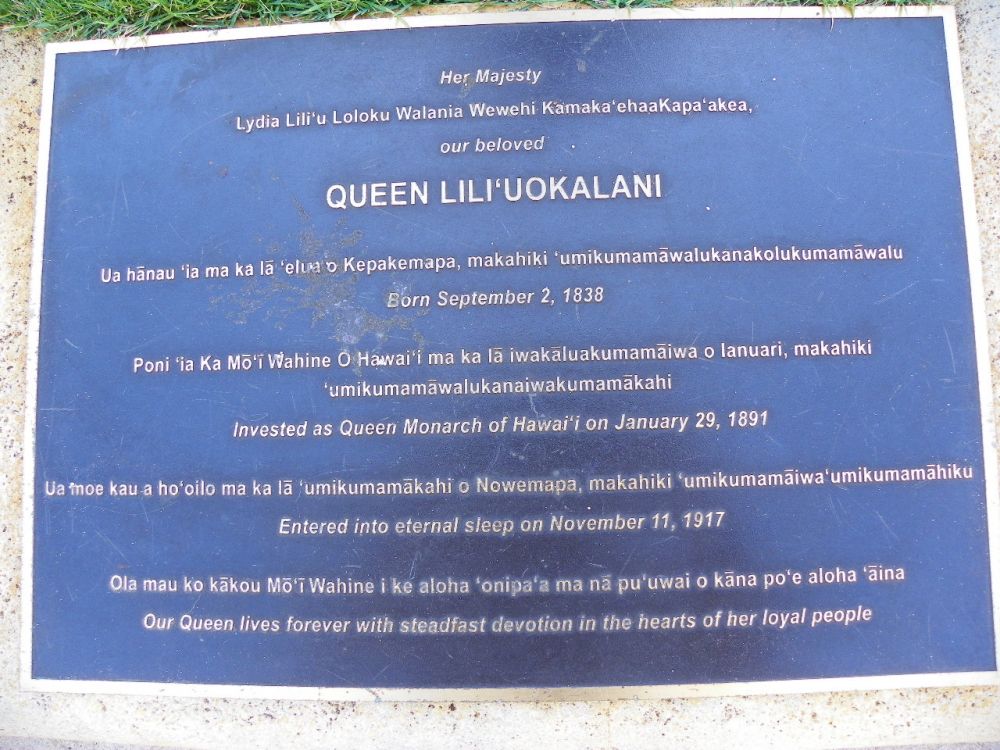 Her Majesty
Lydia Liliʻu Loloku Walania Wewehi KamakaʻehaaKapaʻakea,
our beloved
QUEEN LILIʻUOKALANI
Ua hānau ʻia ma ka lā ʻelua o Kepakemapa, makahiki ʻumikumamāwalukanakolukumamāwalu
Born September 2, 1838
Poni ʻia Ka Mōʻī Wahine O Hawaiʻi ma ka lā iwakāluakumamāiwa o Ianuari, makahiki
ʻumikumamāwalukanaiwakumamākahi
Invested as Queen Monarch of Hawaiʻi on January 29, 1891
Ua moe kau a hoʻoilo ma ka lā ʻumikumamākahi o Nowemapa, makahiki ʻumikumamāiwaʻumikumamāhiku
Entered into eternal sleep on November 11, 1917
Ola mau ko kākou Mōʻī Wahine i ke aloha ʻonipaʻa ma nā puʻuwai o kāna poʻe aloha ʻāina
Our Queen lives forever with steadfast devotion in the hearts of her loyal people